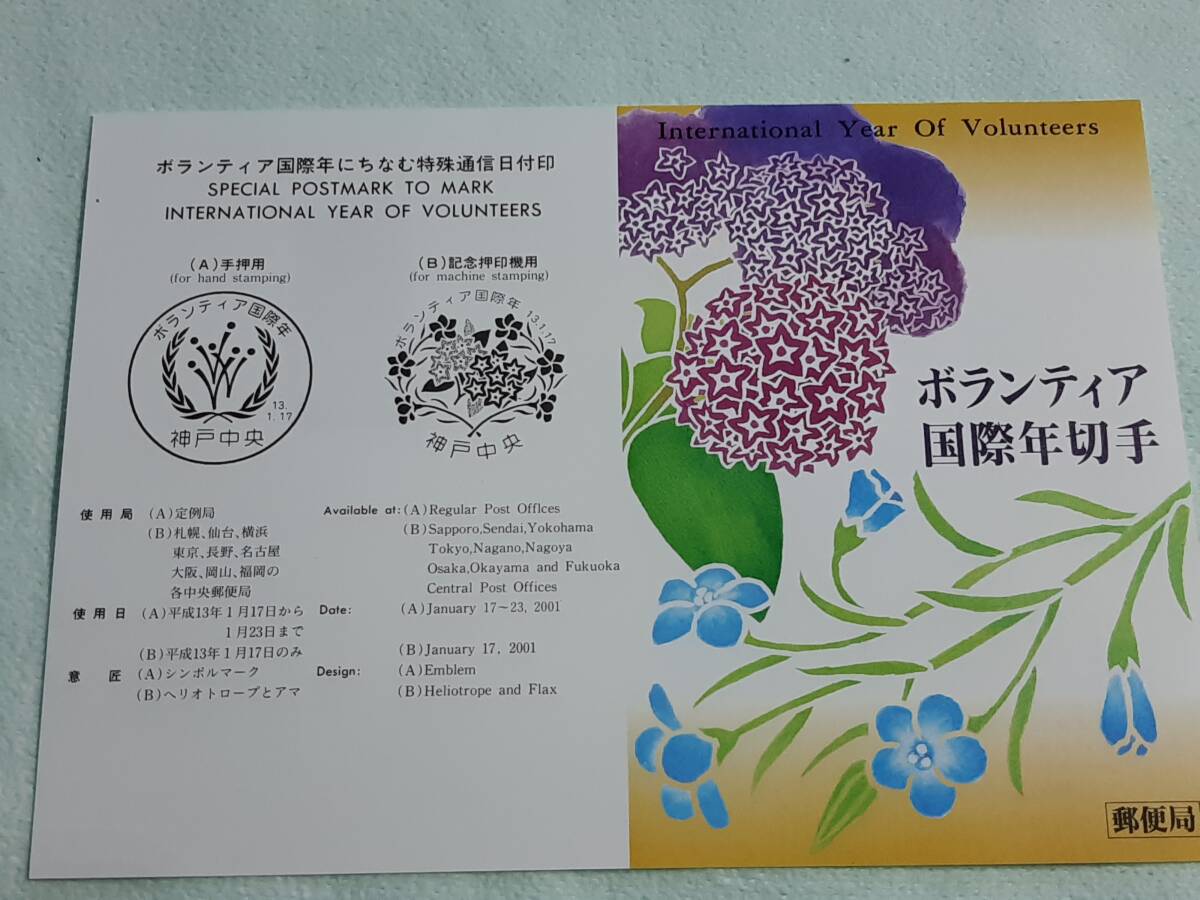 ボランティア国際年にちなむ特殊通信日付印
SPECIAL POSTMARK TO MARK
INTERNATIONAL YEAR OF VOLUNTEERS
(A)手押用
(for hand stamping)
ボランティア国際年
13.
1.17
神戸中央
(B)記念押印機用
(for machine stamping)
ボランティア国際年 13.1.17
神戸中央
使用局 (A)定例局
(B)札幌、仙台、横浜
東京、長野、名古屋
大阪、岡山、福岡の
各中央郵便局
使用日 (A)平成13年1月17日から
1月23日まで
(B)平成13年1月17日のみ
意匠 (A)シンボルマーク
(B)ヘリオトロープとアマ
Available at: (A)Regular Post Offices
(B)Sapporo,Sendai,Yokohama
Tokyo,Nagano,Nagoya
Osaka,Okayama and Fukuoka
Central Post Offices
Date: (A)January 17~23, 2001
(B)January 17, 2001
Design: (A)Emblem
(B)Heliotrope and Flax
International Year Of Volunteers
ボランティア
国際年切手
郵便局